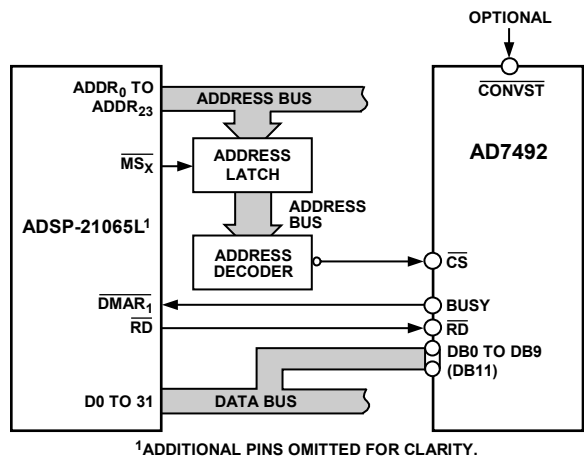 OPTIONAL
ADDR₀ TO
ADDR₂₃
ADDRESS BUS
CONVST
AD7492
MSₓ
ADDRESS
LATCH
ADDRESS
BUS
ADSP-21065L¹
ADDRESS
DECODER
CS
DMAR₁
BUSY
RD
RD
DB0 TO DB9
(DB11)
D0 TO 31
DATA BUS
¹ADDITIONAL PINS OMITTED FOR CLARITY.